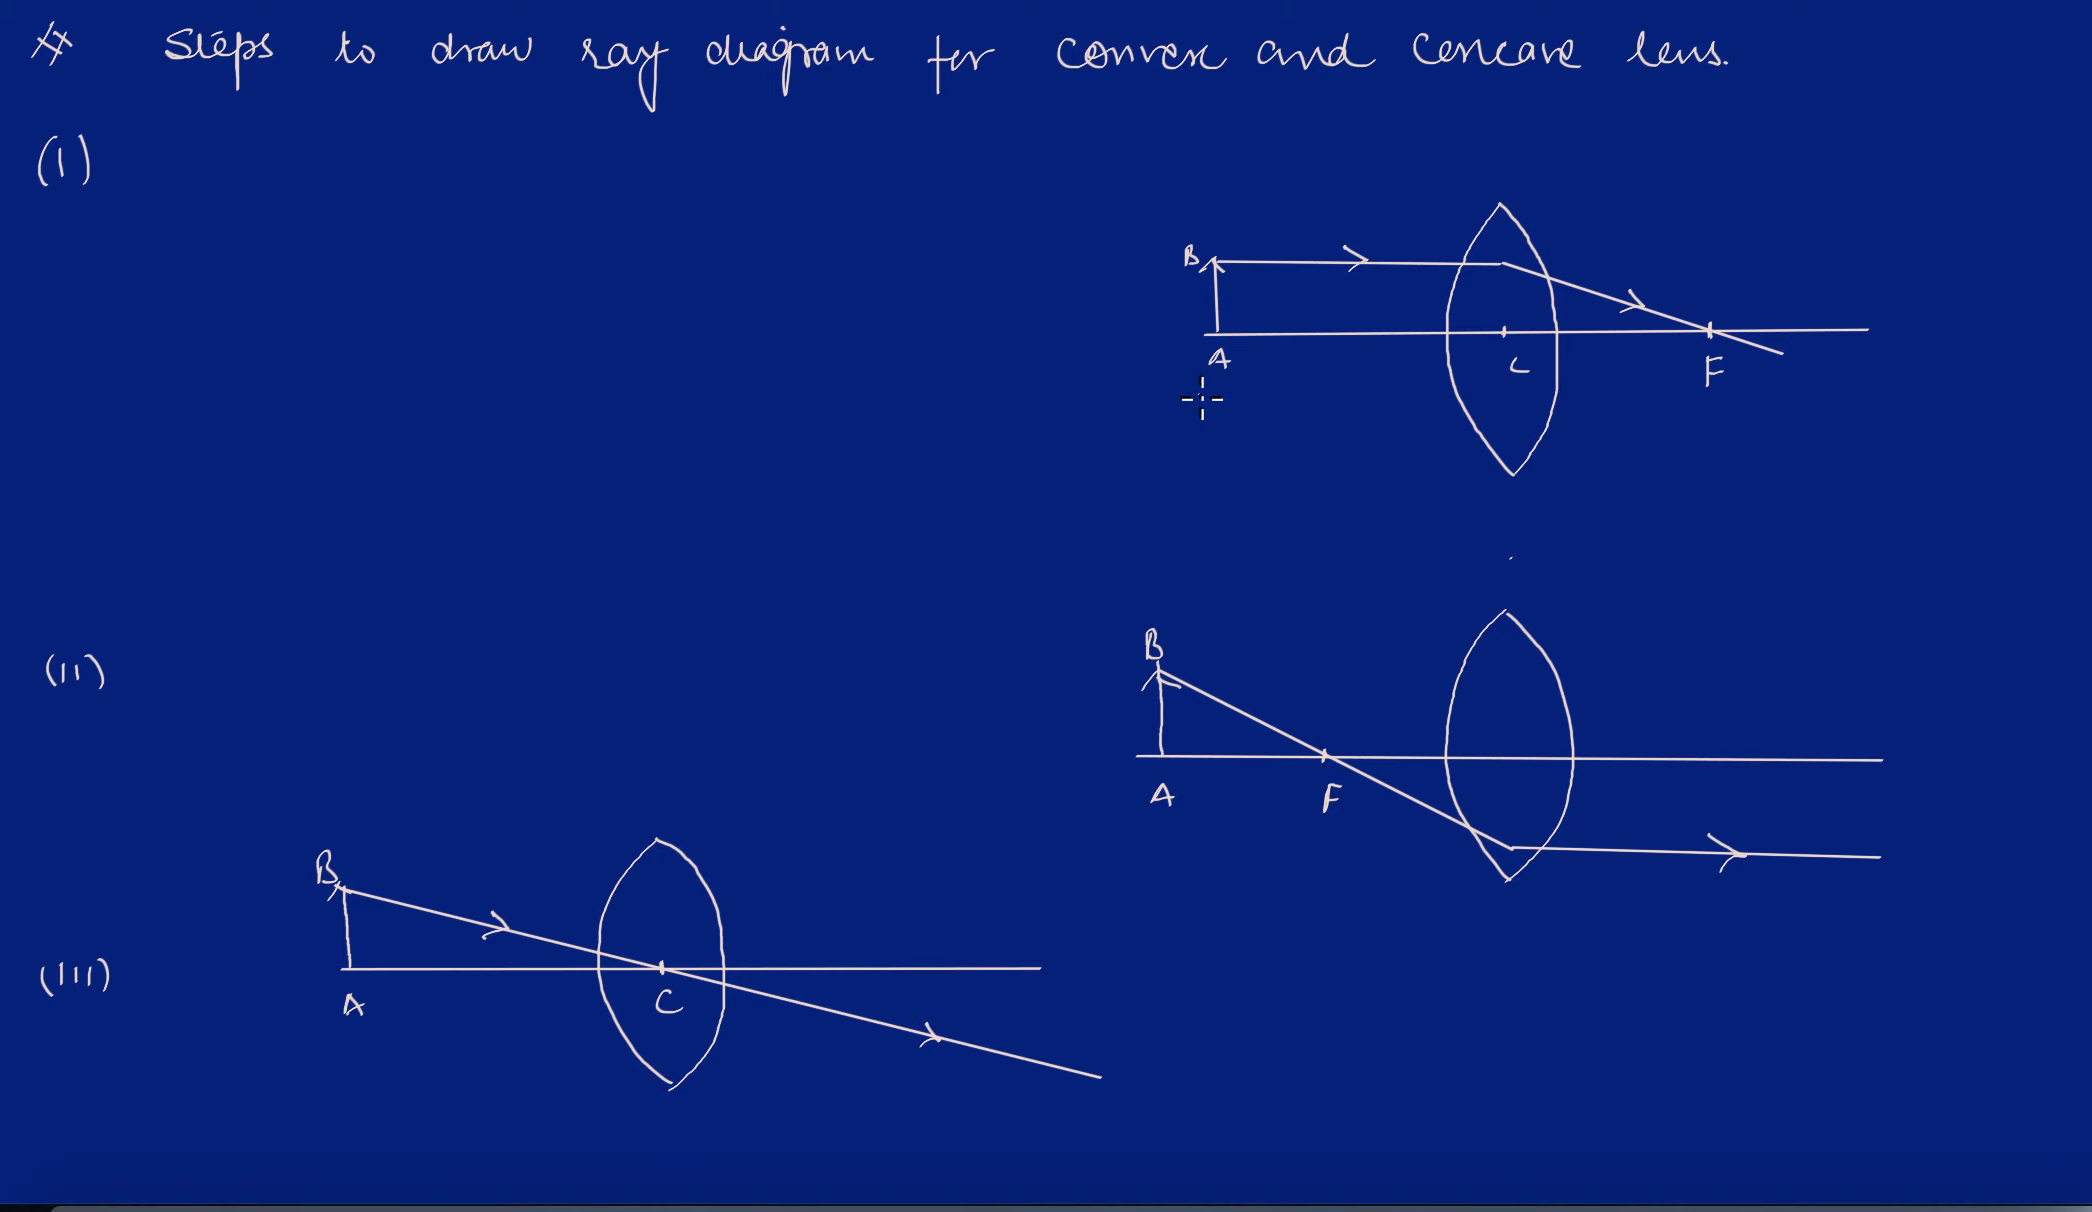 Steps to draw ray diagram for convex and concave lens.
(I)
B
A
C
F
(II)
B
A
F
(III)
B
A
C